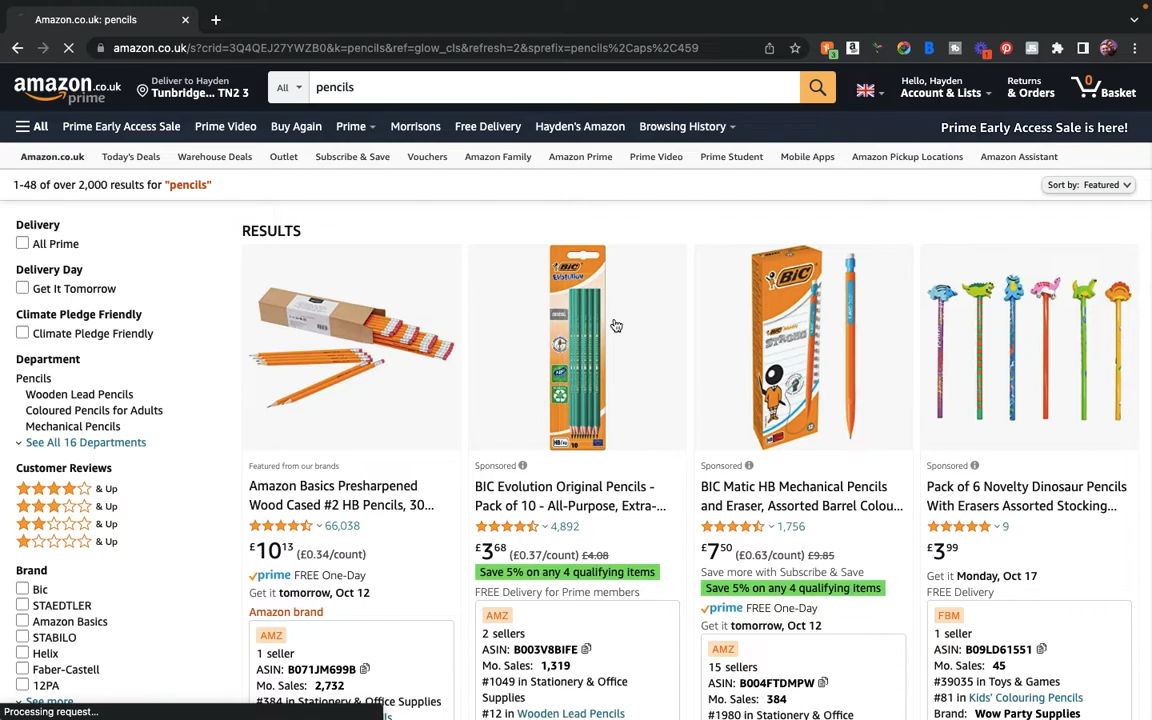 Amazon.co.uk: pencils
amazon.co.uk/s?crid=3Q4QEJ27YWZB0&k=pencils&ref=glow_cls&refresh=2&sprefix=pencils%2Caps%2C459
3
1
amazon.co.uk
prime
Deliver to Hayden
Tunbridge... TN2 3
All
pencils
Hello, Hayden
Account & Lists
Returns
& Orders
0
Basket
All
Prime Early Access Sale
Prime Video
Buy Again
Prime
Morrisons
Free Delivery
Hayden's Amazon
Browsing History
Prime Early Access Sale is here!
Amazon.co.uk
Today's Deals
Warehouse Deals
Outlet
Subscribe & Save
Vouchers
Amazon Family
Amazon Prime
Prime Video
Prime Student
Mobile Apps
Amazon Pickup Locations
Amazon Assistant
1-48 of over 2,000 results for "pencils"
Sort by: Featured
Delivery
All Prime
Delivery Day
Get It Tomorrow
Climate Pledge Friendly
Climate Pledge Friendly
Department
Pencils
Wooden Lead Pencils
Coloured Pencils for Adults
Mechanical Pencils
See All 16 Departments
Customer Reviews
& Up
& Up
& Up
& Up
Brand
Bic
STAEDTLER
Amazon Basics
STABILO
Helix
Faber-Castell
12PA
See more
Processing request...
RESULTS
Featured from our brands
Amazon Basics Presharpened
Wood Cased #2 HB Pencils, 30...
66,038
£10 13 (£0.34/count)
prime FREE One-Day
Get it tomorrow, Oct 12
Amazon brand
AMZ
1 seller
ASIN: B071JM699B
Mo. Sales: 2,732
#384 in Stationery & Office Supplies
BIC
Evolution
HB
10
Sponsored
BIC Evolution Original Pencils -
Pack of 10 - All-Purpose, Extra-...
4,892
£3 68 (£0.37/count) £4.08
Save 5% on any 4 qualifying items
FREE Delivery for Prime members
AMZ
2 sellers
ASIN: B003V8BIFE
Mo. Sales: 1,319
#1049 in Stationery & Office
Supplies
#12 in Wooden Lead Pencils
BIC
BIC Matic
STRONG
Sponsored
BIC Matic HB Mechanical Pencils
and Eraser, Assorted Barrel Colou...
1,756
£7 50 (£0.63/count) £9.85
Save more with Subscribe & Save
Save 5% on any 4 qualifying items
prime FREE One-Day
Get it tomorrow, Oct 12
AMZ
15 sellers
ASIN: B004FTDMPW
Mo. Sales: 384
#1980 in Stationery & Office
Sponsored
Pack of 6 Novelty Dinosaur Pencils
With Erasers Assorted Stocking...
9
£3 99
Get it Monday, Oct 17
FREE Delivery
FBM
1 seller
ASIN: B09LD61551
Mo. Sales: 45
#39035 in Toys & Games
#81 in Kids' Colouring Pencils
Brand: Wow Party Supplies